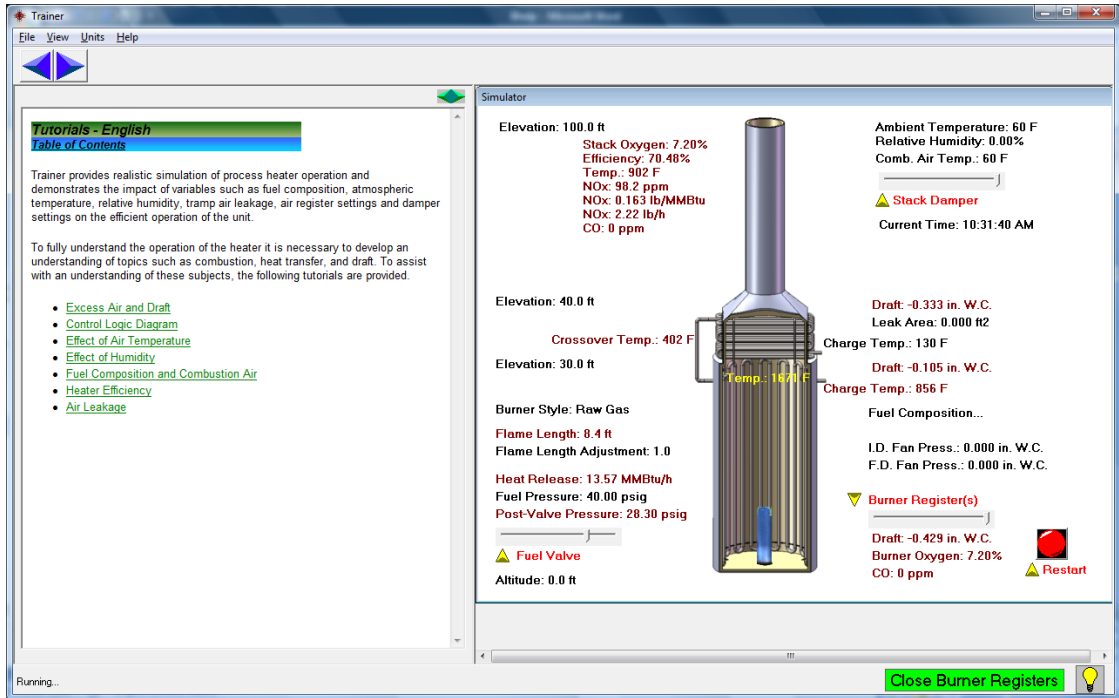 Trainer
File View Units Help
Tutorials - English
Table of Contents
Trainer provides realistic simulation of process heater operation and
demonstrates the impact of variables such as fuel composition, atmospheric
temperature, relative humidity, tramp air leakage, air register settings and damper
settings on the efficient operation of the unit.
To fully understand the operation of the heater it is necessary to develop an
understanding of topics such as combustion, heat transfer, and draft. To assist
with an understanding of these subjects, the following tutorials are provided.
Excess Air and Draft
Control Logic Diagram
Effect of Air Temperature
Effect of Humidity
Fuel Composition and Combustion Air
Heater Efficiency
Air Leakage
Simulator
Elevation: 100.0 ft
Stack Oxygen: 7.20%
Efficiency: 70.48%
Temp.: 902 F
NOx: 98.2 ppm
NOx: 0.163 lb/MMBtu
NOx: 2.22 lb/h
CO: 0 ppm
Ambient Temperature: 60 F
Relative Humidity: 0.00%
Comb. Air Temp.: 60 F
Stack Damper
Current Time: 10:31:40 AM
Elevation: 40.0 ft
Crossover Temp.: 402 F
Elevation: 30.0 ft
Temp.: 1671 F
Draft: -0.333 in. W.C.
Leak Area: 0.000 ft2
Charge Temp.: 130 F
Draft: -0.105 in. W.C.
Charge Temp.: 856 F
Fuel Composition...
Burner Style: Raw Gas
Flame Length: 8.4 ft
Flame Length Adjustment: 1.0
Heat Release: 13.57 MMBtu/h
Fuel Pressure: 40.00 psig
Post-Valve Pressure: 28.30 psig
Fuel Valve
Altitude: 0.0 ft
I.D. Fan Press.: 0.000 in. W.C.
F.D. Fan Press.: 0.000 in. W.C.
Burner Register(s)
Draft: -0.429 in. W.C.
Burner Oxygen: 7.20%
CO: 0 ppm
Restart
Running...
Close Burner Registers